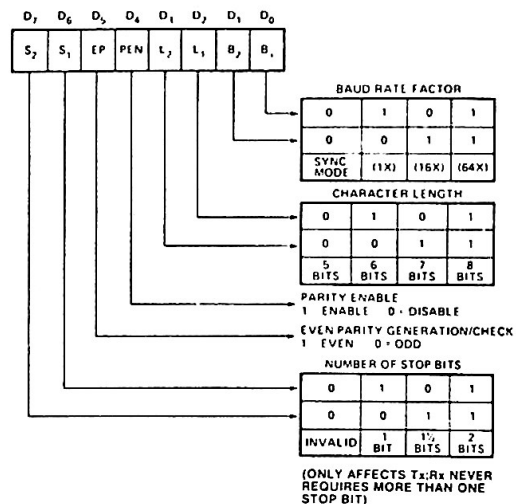 D7 D6 D5 D4 D3 D2 D1 D0
S2 S1 EP PEN L2 L1 B2 B1
BAUD RATE FACTOR
0 1 0 1
0 0 1 1
SYNC MODE (1X) (16X) (64X)
CHARACTER LENGTH
0 1 0 1
0 0 1 1
5 BITS 6 BITS 7 BITS 8 BITS
PARITY ENABLE
1 ENABLE 0 = DISABLE
EVEN PARITY GENERATION/CHECK
1 EVEN 0 = ODD
NUMBER OF STOP BITS
0 1 0 1
0 0 1 1
INVALID 1 BIT 1½ BITS 2 BITS
(ONLY AFFECTS Tx; Rx NEVER
REQUIRES MORE THAN ONE
STOP BIT)